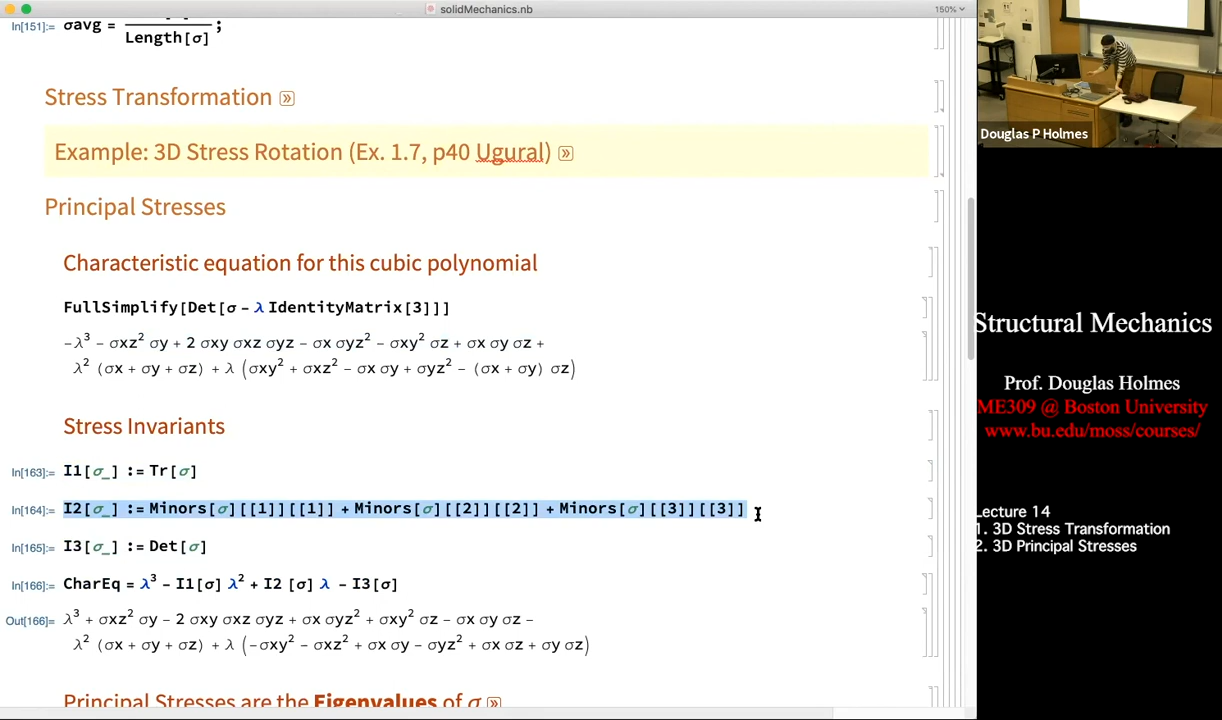 solidMechanics.nb
150%
In[151]:= σavg = ――― ;
Length[σ]
Stress Transformation
Example: 3D Stress Rotation (Ex. 1.7, p40 Ugural)
Principal Stresses
Characteristic equation for this cubic polynomial
FullSimplify[Det[σ - λ IdentityMatrix[3]]]
-λ³ - σxz² σy + 2 σxy σxz σyz - σx σyz² - σxy² σz + σx σy σz +
λ² (σx + σy + σz) + λ (σxy² + σxz² - σx σy + σyz² - (σx + σy) σz)
Stress Invariants
In[163]:= I1[σ_] := Tr[σ]
In[164]:= I2[σ_] := Minors[σ][[1]][[1]] + Minors[σ][[2]][[2]] + Minors[σ][[3]][[3]]
In[165]:= I3[σ_] := Det[σ]
In[166]:= CharEq = λ³ - I1[σ] λ² + I2 [σ] λ - I3[σ]
Out[166]= λ³ + σxz² σy - 2 σxy σxz σyz + σx σyz² + σxy² σz - σx σy σz -
λ² (σx + σy + σz) + λ (-σxy² - σxz² + σx σy - σyz² + σx σz + σy σz)
Principal Stresses are the Eigenvalues of σ
Douglas P Holmes
Structural Mechanics
Prof. Douglas Holmes
ME309 @ Boston University
www.bu.edu/moss/courses/
Lecture 14
1. 3D Stress Transformation
2. 3D Principal Stresses